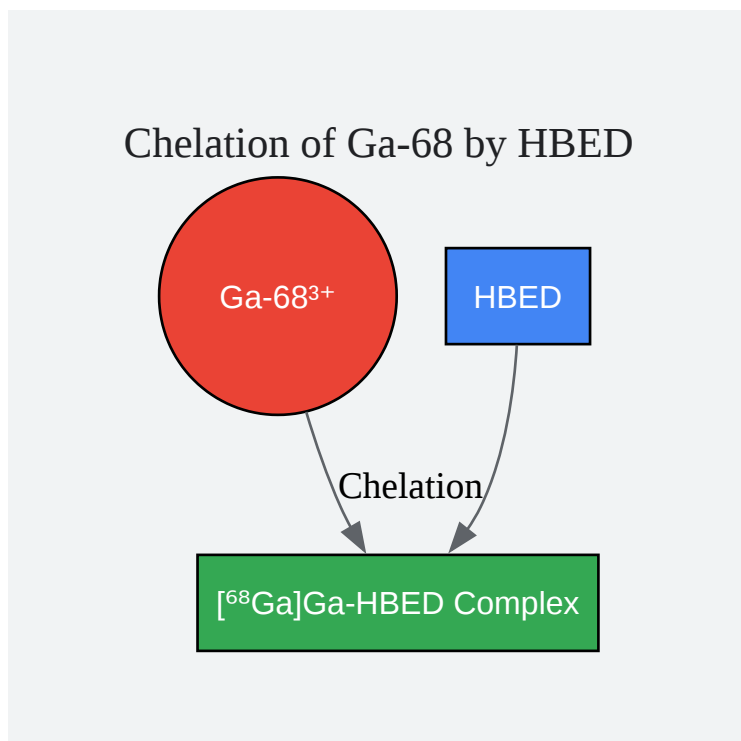 Chelation of Ga-68 by HBED
Ga-68³⁺
HBED
Chelation
[⁶⁸Ga]Ga-HBED Complex